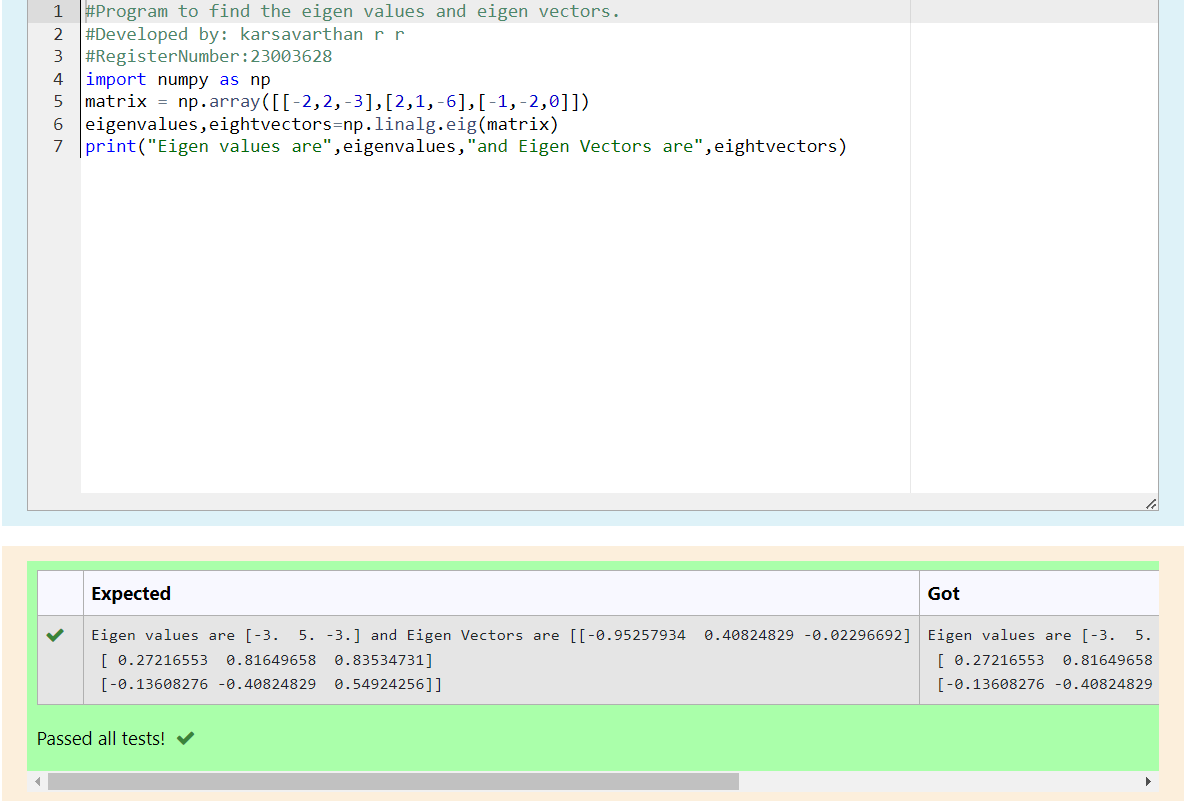 1 #Program to find the eigen values and eigen vectors.
2 #Developed by: karsavarthan r r
3 #RegisterNumber:23003628
4 import numpy as np
5 matrix = np.array([[-2,2,-3],[2,1,-6],[-1,-2,0]])
6 eigenvalues,eightvectors=np.linalg.eig(matrix)
7 print("Eigen values are",eigenvalues,"and Eigen Vectors are",eightvectors)
Expected Got
Eigen values are [-3.  5. -3.] and Eigen Vectors are [[-0.95257934  0.40824829 -0.02296692] Eigen values are [-3.  5.
[ 0.27216553  0.81649658  0.83534731] [ 0.27216553  0.81649658
[-0.13608276 -0.40824829  0.54924256]] [-0.13608276 -0.40824829
Passed all tests!